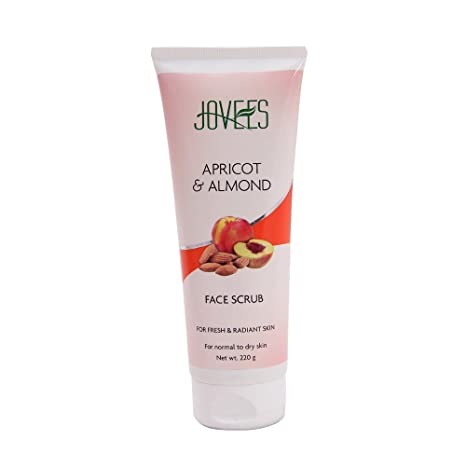 JOVEES
APRICOT
& ALMOND
FACE SCRUB
FOR FRESH & RADIANT SKIN
For normal to dry skin
Net wt. 220 g